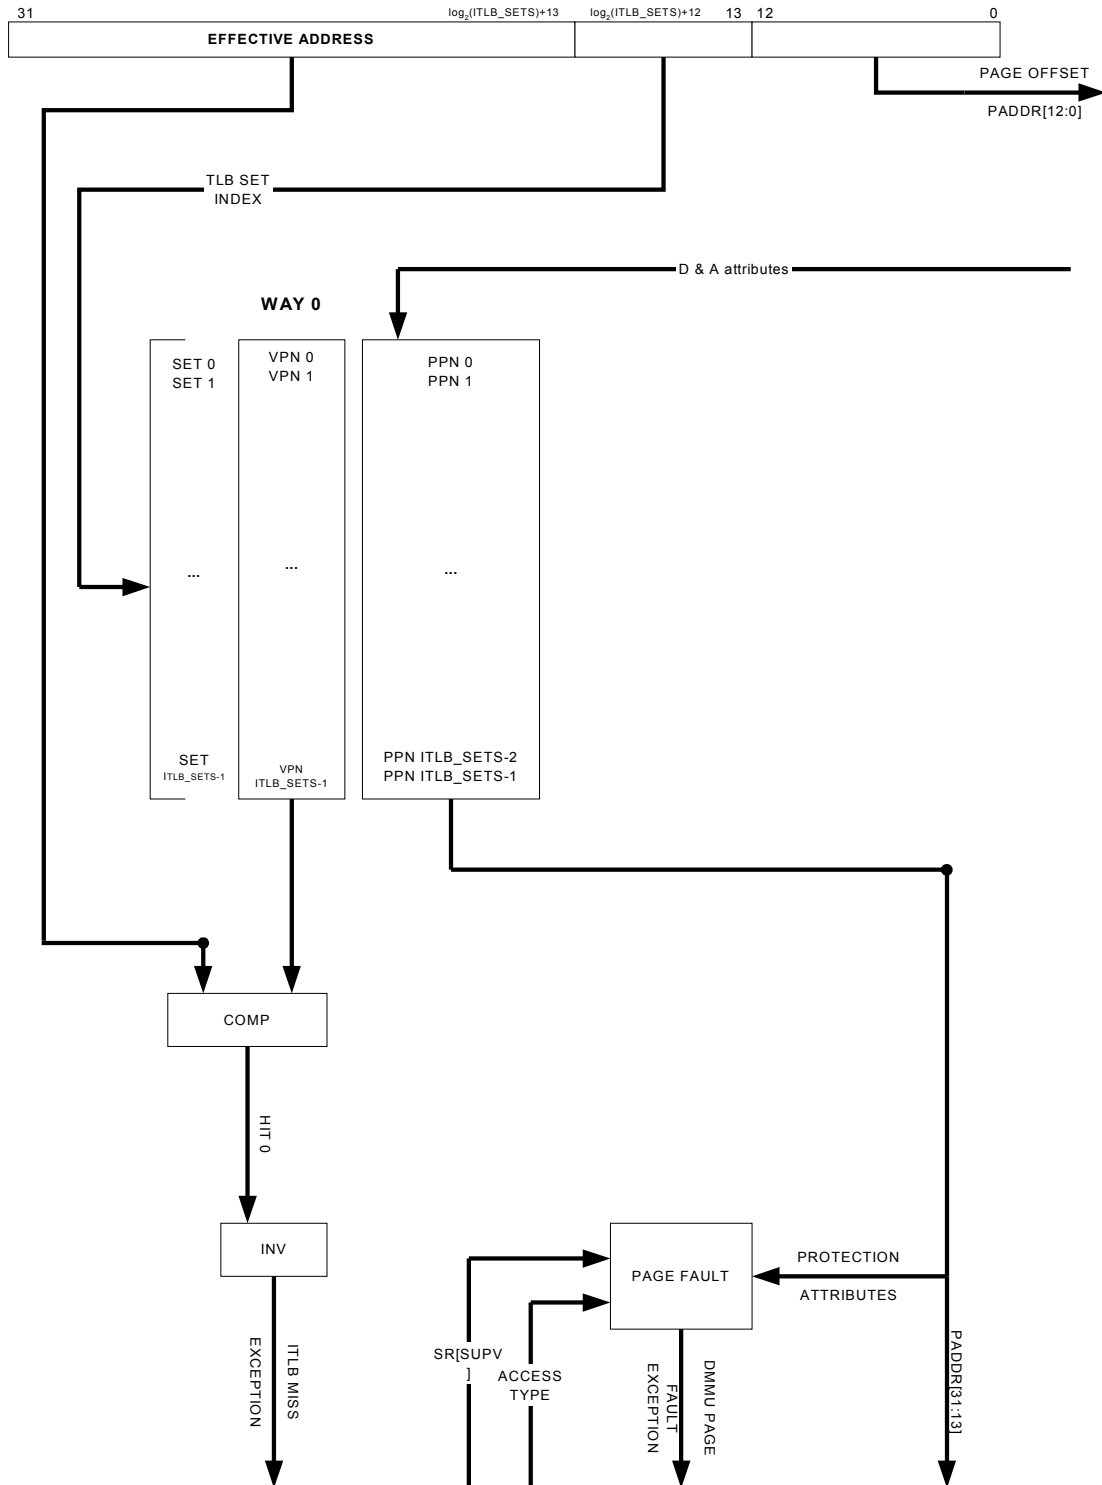 31
log2(ITLB_SETS)+13
log2(ITLB_SETS)+12
13
12
0
EFFECTIVE ADDRESS
PAGE OFFSET
PADDR[12:0]
TLB SET
INDEX
D & A attributes
WAY 0
SET 0
SET 1
...
SET
ITLB_SETS-1
VPN 0
VPN 1
...
VPN
ITLB_SETS-1
PPN 0
PPN 1
...
PPN ITLB_SETS-2
PPN ITLB_SETS-1
COMP
HIT 0
INV
ITLB MISS
EXCEPTION
PAGE FAULT
PROTECTION
ATTRIBUTES
SR[SUPV
]
ACCESS
TYPE
DMMU PAGE
FAULT
EXCEPTION
PADDR[31:13]